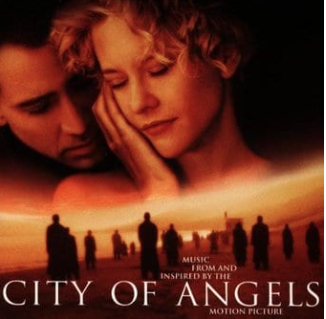 MUSIC
FROM AND
INSPIRED BY THE
CITY OF ANGELS
MOTION PICTURE